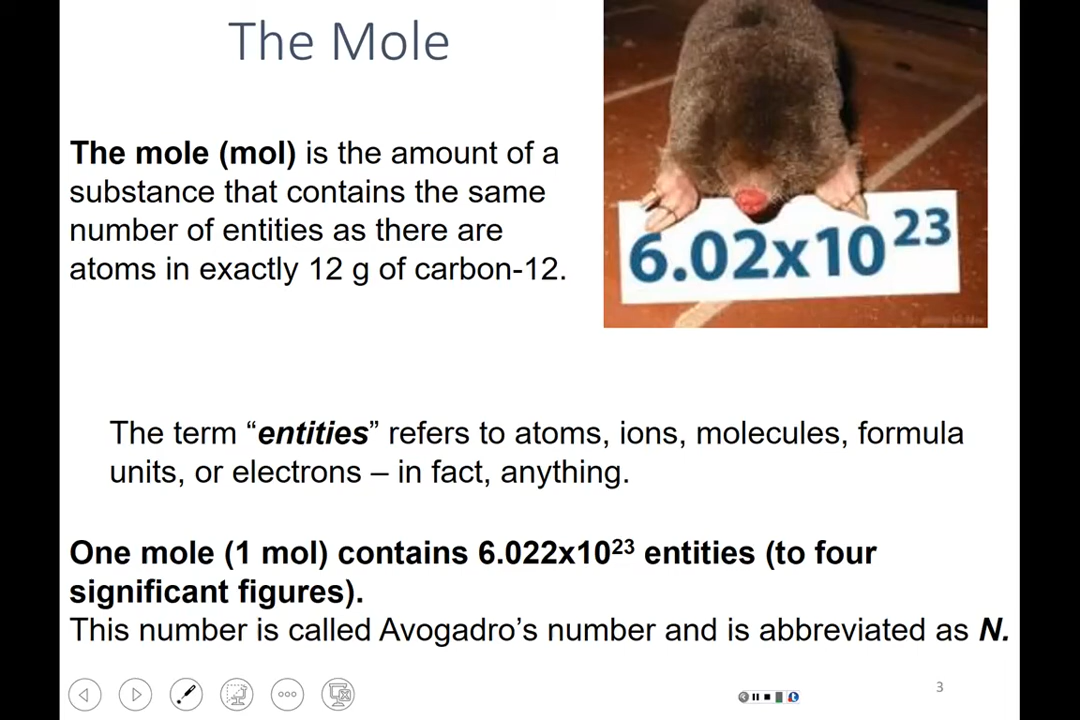 The Mole
The mole (mol) is the amount of a
substance that contains the same
number of entities as there are
atoms in exactly 12 g of carbon-12.
6.02x10²³
The term “entities” refers to atoms, ions, molecules, formula
units, or electrons – in fact, anything.
One mole (1 mol) contains 6.022x10²³ entities (to four
significant figures).
This number is called Avogadro’s number and is abbreviated as N.
3